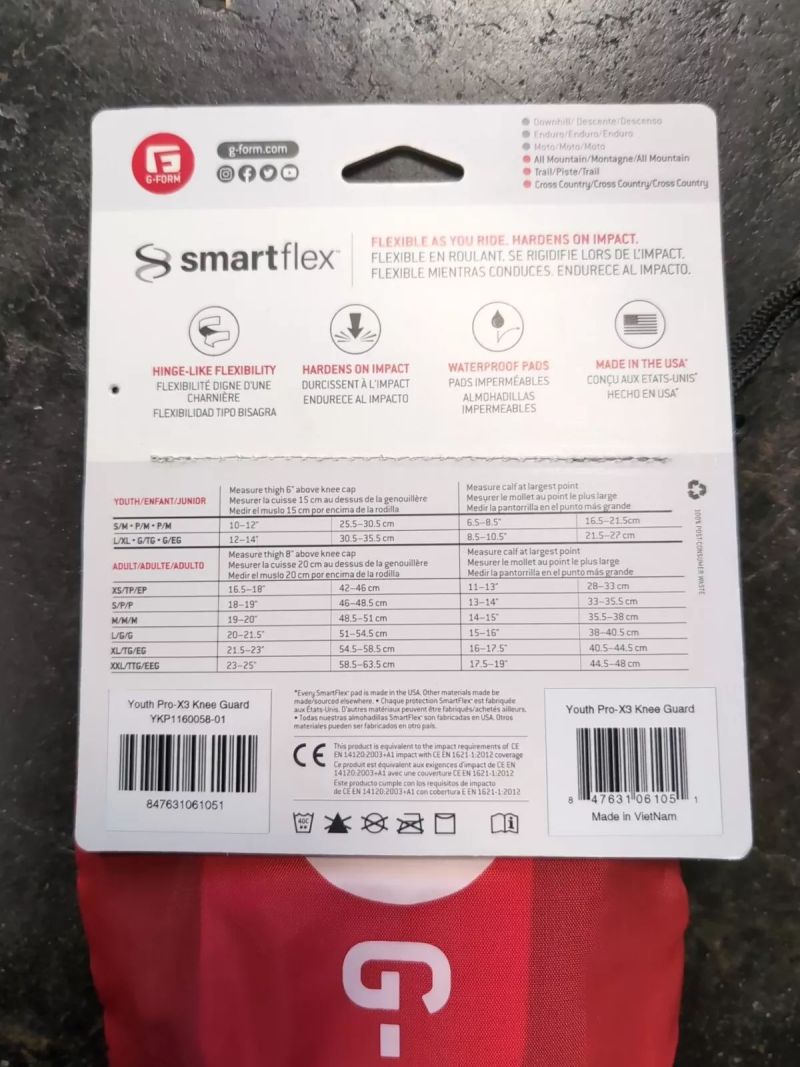 G-FORM
g-form.com
Downhill/ Descente/Descenso
Enduro/Enduro/Enduro
Moto/Moto/Moto
All Mountain/Montagne/All Mountain
Trail/Piste/Trail
Cross Country/Cross Country/Cross Country
smartflex™
FLEXIBLE AS YOU RIDE. HARDENS ON IMPACT.
FLEXIBLE EN ROULANT. SE RIGIDIFIE LORS DE L'IMPACT.
FLEXIBLE MIENTRAS CONDUCES. ENDURECE AL IMPACTO.
HINGE-LIKE FLEXIBILITY
FLEXIBILITÉ DIGNE D'UNE
CHARNIÈRE
FLEXIBILIDAD TIPO BISAGRA
HARDENS ON IMPACT
DURCISSENT À L'IMPACT
ENDURECE AL IMPACTO
WATERPROOF PADS
PADS IMPERMÉABLES
ALMOHADILLAS
IMPERMEABLES
MADE IN THE USA*
CONÇU AUX ETATS-UNIS*
HECHO EN USA*
YOUTH/ENFANT/JUNIOR
Measure thigh 6" above knee cap
Mesurer la cuisse 15 cm au dessus de la genouillère
Medir el muslo 15 cm por encima de la rodilla
Measure calf at largest point
Mesurer le mollet au point le plus large
Medir la pantorrilla en el punto más grande
S/M • P/M • P/M 10–12" 25.5–30.5 cm 6.5–8.5" 16.5–21.5cm
L/XL • G/TG • G/EG 12–14" 30.5–35.5 cm 8.5–10.5" 21.5–27 cm
ADULT/ADULTE/ADULTO
Measure thigh 8" above knee cap
Mesurer la cuisse 20 cm au dessus de la genouillère
Medir el muslo 20 cm por encima de la rodilla
Measure calf at largest point
Mesurer le mollet au point le plus large
Medir la pantorrilla en el punto más grande
XS/TP/EP 16.5–18" 42–46 cm 11–13" 28–33 cm
S/P/P 18–19" 46–48.5 cm 13–14" 33–35.5 cm
M/M/M 19–20" 48.5–51 cm 14–15" 35.5–38 cm
L/G/G 20–21.5" 51–54.5 cm 15–16" 38–40.5 cm
XL/TG/EG 21.5–23" 54.5–58.5 cm 16–17.5" 40.5–44.5 cm
XXL/TTG/EEG 23–25" 58.5–63.5 cm 17.5–19" 44.5–48 cm
100% POST-CONSUMER WASTE
Youth Pro-X3 Knee Guard
YKP1160058-01
847631061051
*Every SmartFlex pad is made in the USA. Other materials made be
made/sourced elsewhere. • Chaque protection SmartFlex est fabriquée
aux États-Unis. D'autres matériaux peuvent être fabriqués/achetés ailleurs.
• Todas nuestras almohadillas SmartFlex son fabricadas en USA. Otros
materiales pueden ser fabricados en otro país.
CE
This product is equivalent to the impact requirements of CE
EN 14120:2003+A1 impact with CE EN 1621-1:2012 coverage
Ce produit est équivalent aux exigences d'impact de CE EN
14120:2003+A1 avec une couverture CE EN 1621-1:2012
Este producto cumple con los requisitos de impacto
de CE EN 14120:2003+A1 con cobertura E EN 1621-1:2012
40C
Youth Pro-X3 Knee Guard
8 47631 06105 1
Made in VietNam
G-